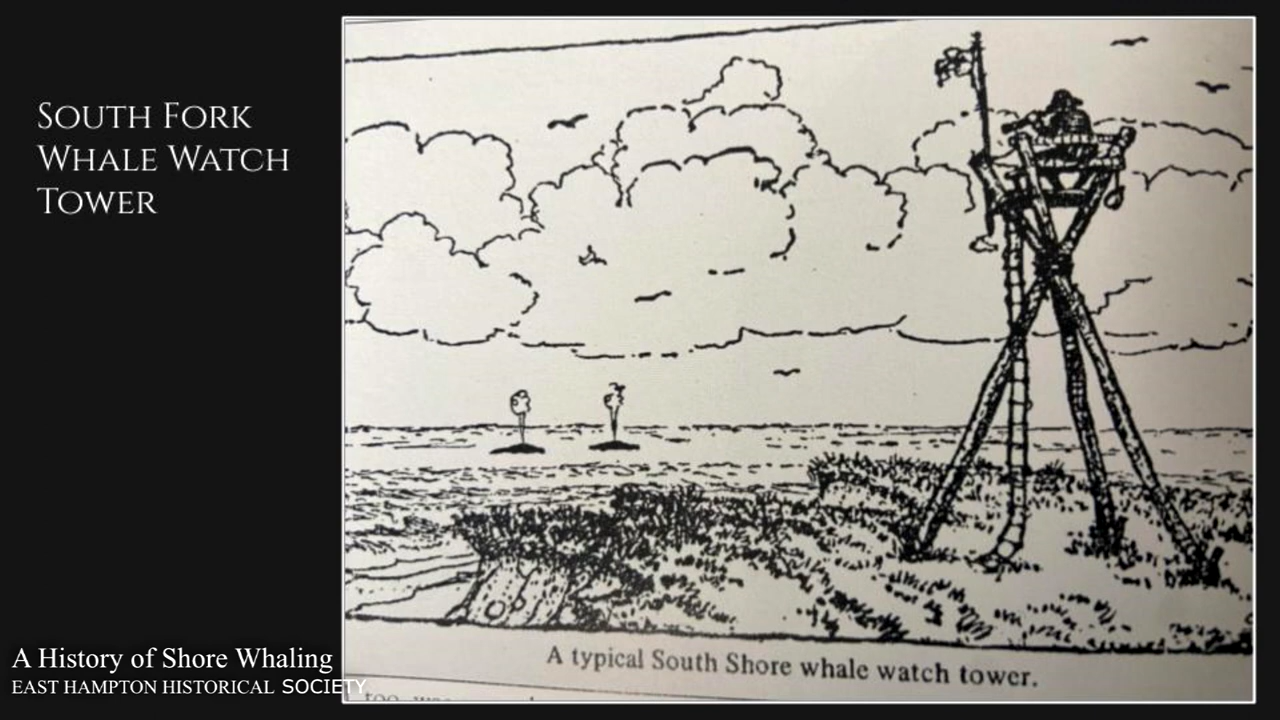 South Fork
Whale Watch
Tower
A typical South Shore whale watch tower.
A History of Shore Whaling
EAST HAMPTON HISTORICAL SOCIETY